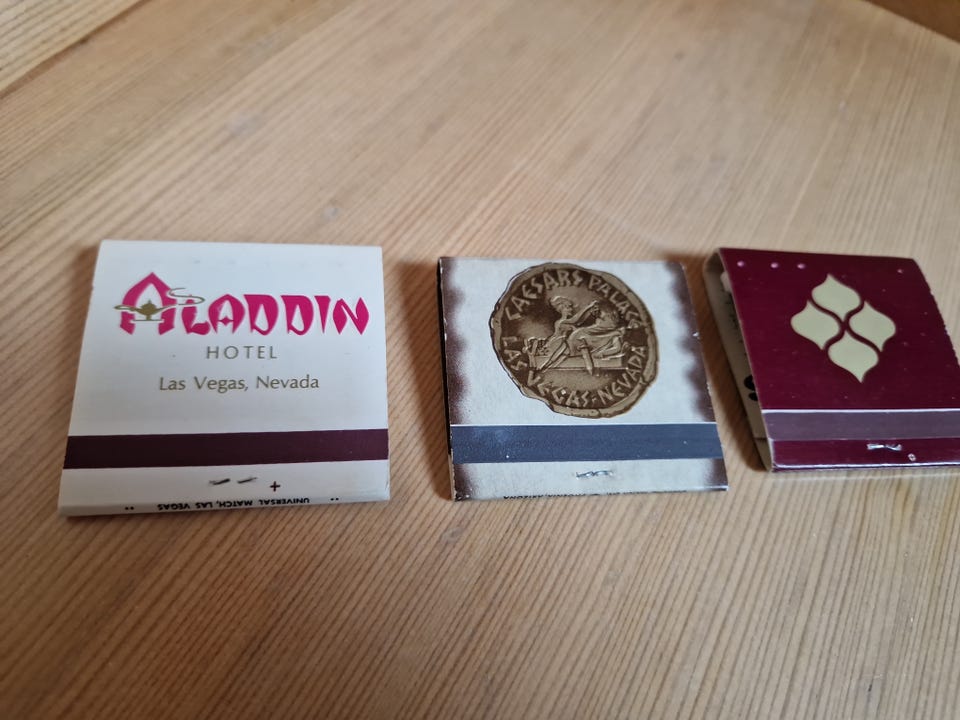 ALADDIN
HOTEL
Las Vegas, Nevada
UNIVERSAL MATCH, LAS VEGAS
CAESARS PALACE
LAS VEGAS·NEVADA